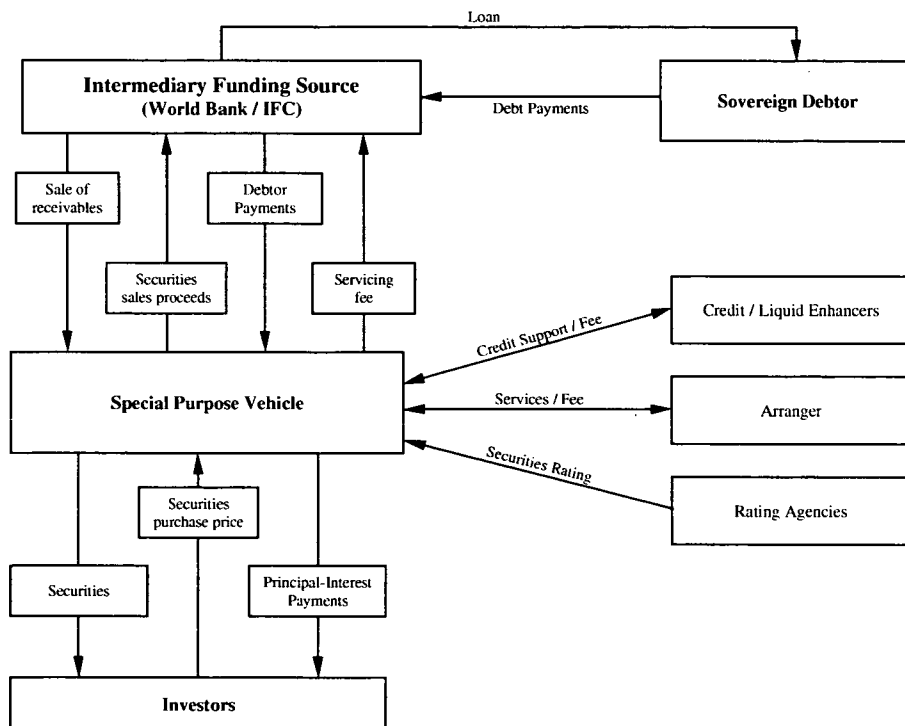 Loan
Intermediary Funding Source
(World Bank / IFC)
Sovereign Debtor
Debt Payments
Sale of
receivables
Debtor
Payments
Securities
sales proceeds
Servicing
fee
Credit / Liquid Enhancers
Credit Support / Fee
Special Purpose Vehicle
Services / Fee
Arranger
Securities Rating
Rating Agencies
Securities
purchase price
Securities
Principal-Interest
Payments
Investors